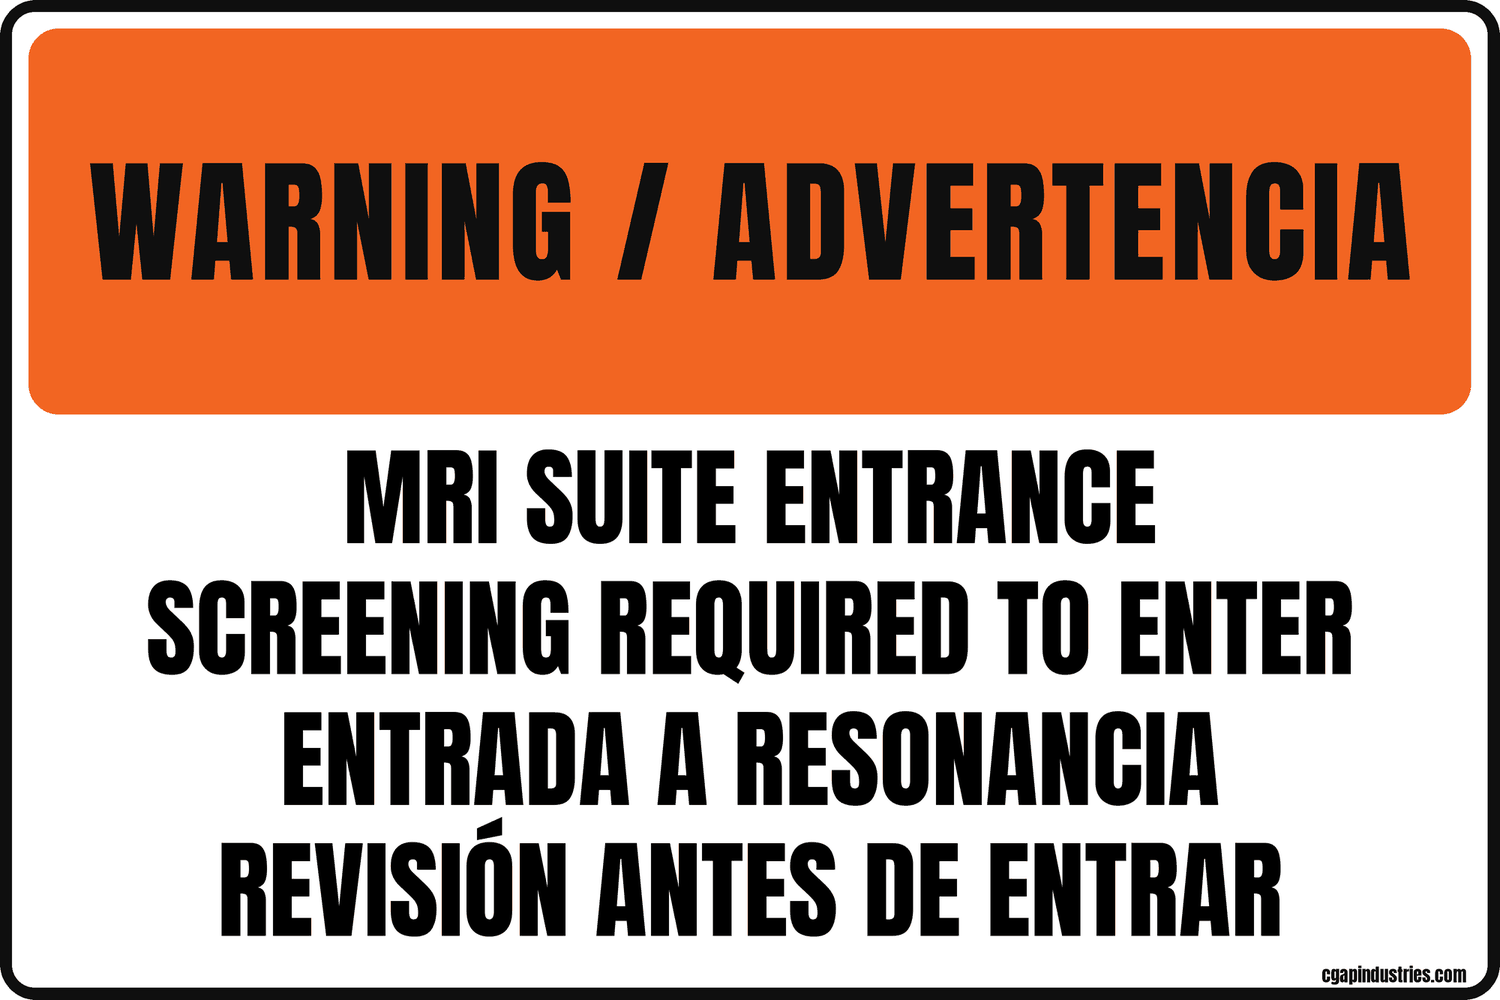 WARNING / ADVERTENCIA
MRI SUITE ENTRANCE
SCREENING REQUIRED TO ENTER
ENTRADA A RESONANCIA
REVISIÓN ANTES DE ENTRAR
cgapindustries.com